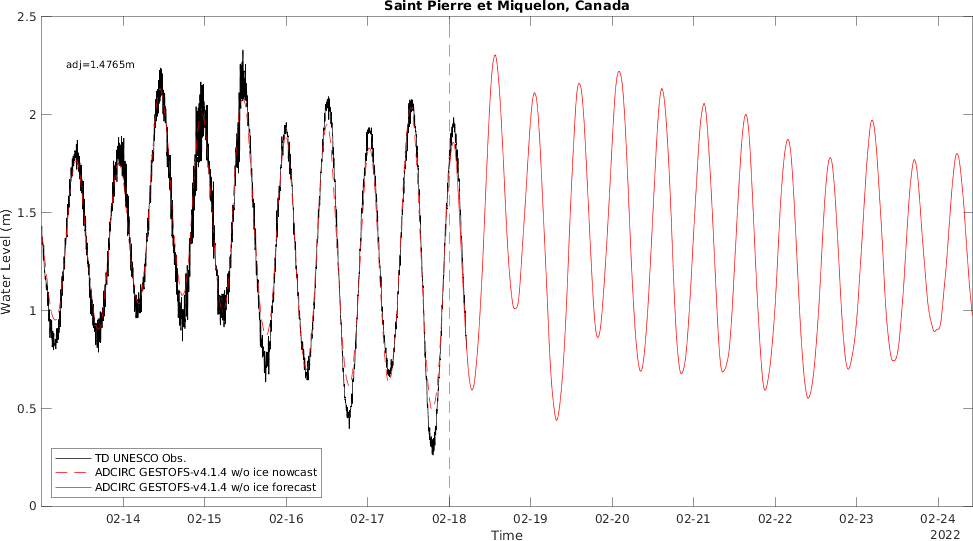 Saint Pierre et Miquelon, Canada
2.5
adj=1.4765m
2
1.5
1
0.5
0
Water Level (m)
TD UNESCO Obs.
ADCIRC GESTOFS-v4.1.4 w/o ice nowcast
ADCIRC GESTOFS-v4.1.4 w/o ice forecast
02-14 02-15 02-16 02-17 02-18 02-19 02-20 02-21 02-22 02-23 02-24
Time
2022